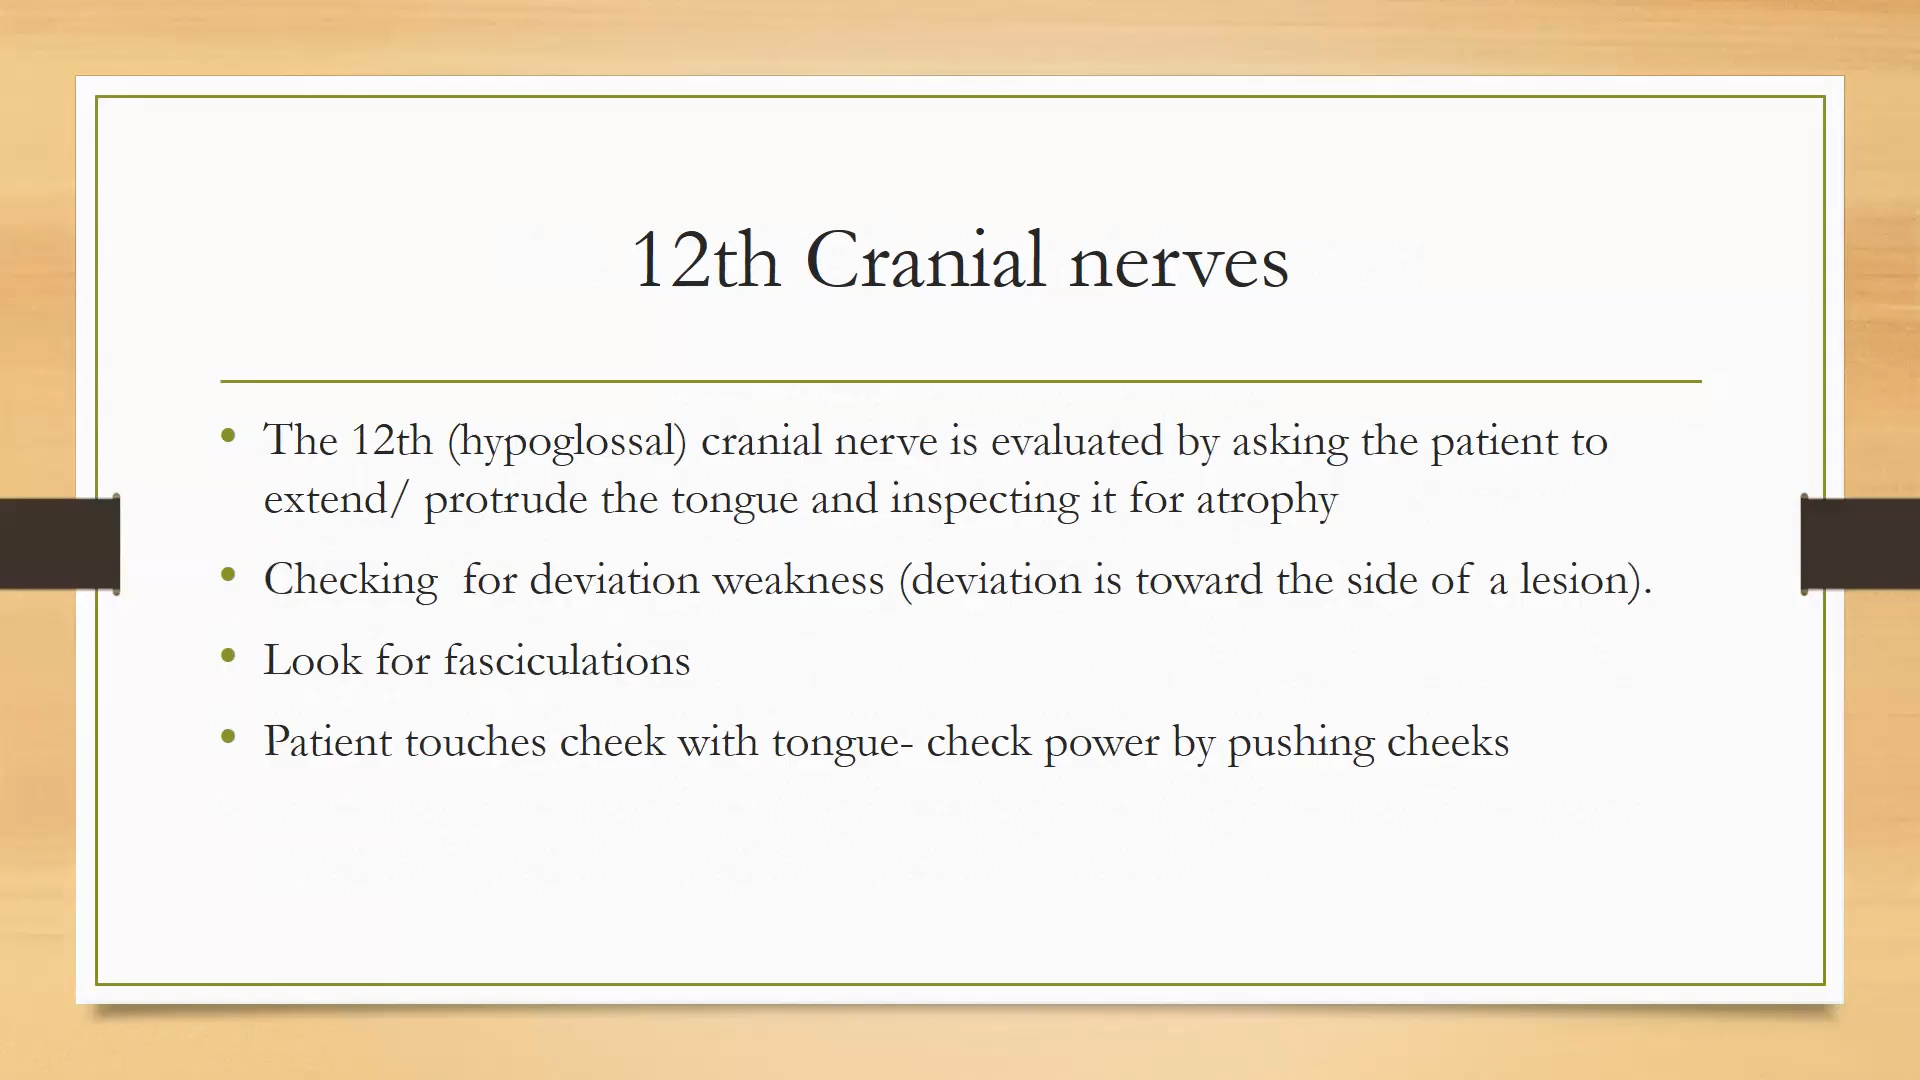 12th Cranial nerves
• The 12th (hypoglossal) cranial nerve is evaluated by asking the patient to
extend/ protrude the tongue and inspecting it for atrophy
• Checking  for deviation weakness (deviation is toward the side of a lesion).
• Look for fasciculations
• Patient touches cheek with tongue- check power by pushing cheeks